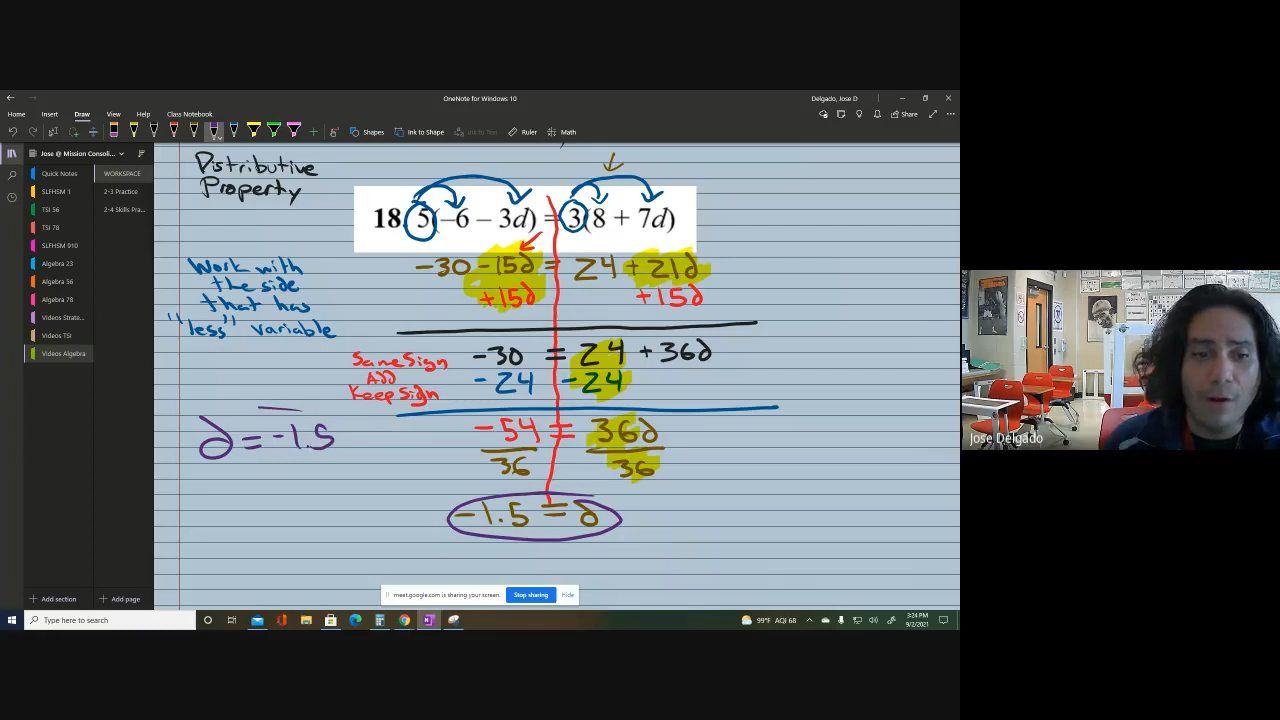 OneNote for Windows 10
Delgado, Jose D
Home Insert Draw View Help Class Notebook
Share
Shapes Ink to Shape Ink to Text Ruler Math
Jose @ Mission Consoli...
Quick Notes
SLFHSM 1
TSI 56
TSI 78
SLFHSM 910
Algebra 23
Algebra 56
Algebra 78
Videos Strate...
Videos TSI
Videos Algebra
WORKSPACE
2-3 Practice
2-4 Skills Pra...
Add section
Add page
Distributive
Property
18. 5(–6 – 3d) = 3(8 + 7d)
-30 -15d = 24 +21d
+15d +15d
Work with
the side
that has
"less" variable
-30 = 24 + 36d
-24 -24
Same Sign
Add
Keep Sign
-54 = 36d
36 36
-1.5 = d
d = -1.5
meet.google.com is sharing your screen.
Stop sharing
Hide
Jose Delgado
Type here to search
99°F AQI 68
3:24 PM
9/2/2021